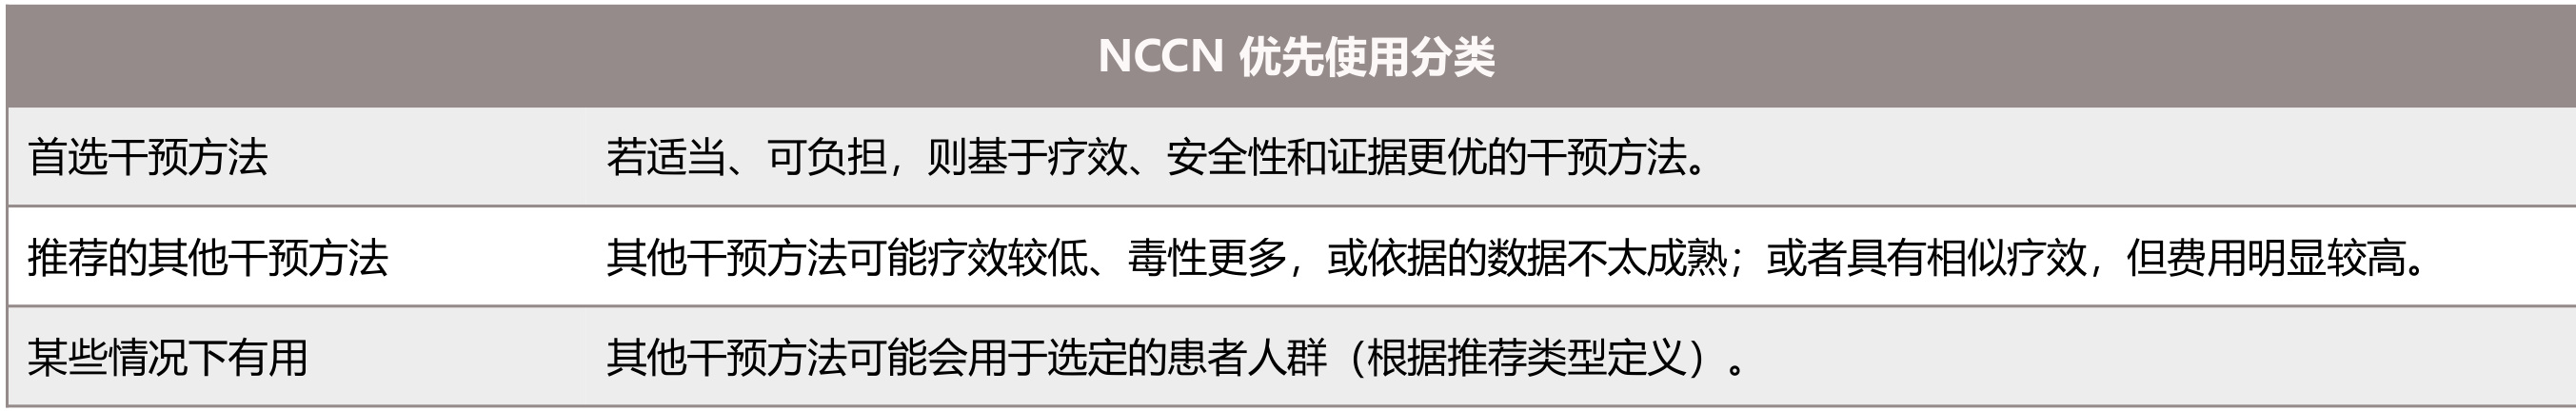 NCCN 优先使用分类
首选干预方法 若适当、可负担，则基于疗效、安全性和证据更优的干预方法。
推荐的其他干预方法 其他干预方法可能疗效较低、毒性更多，或依据的数据不太成熟；或者具有相似疗效，但费用明显较高。
某些情况下有用 其他干预方法可能会用于选定的患者人群（根据推荐类型定义）。